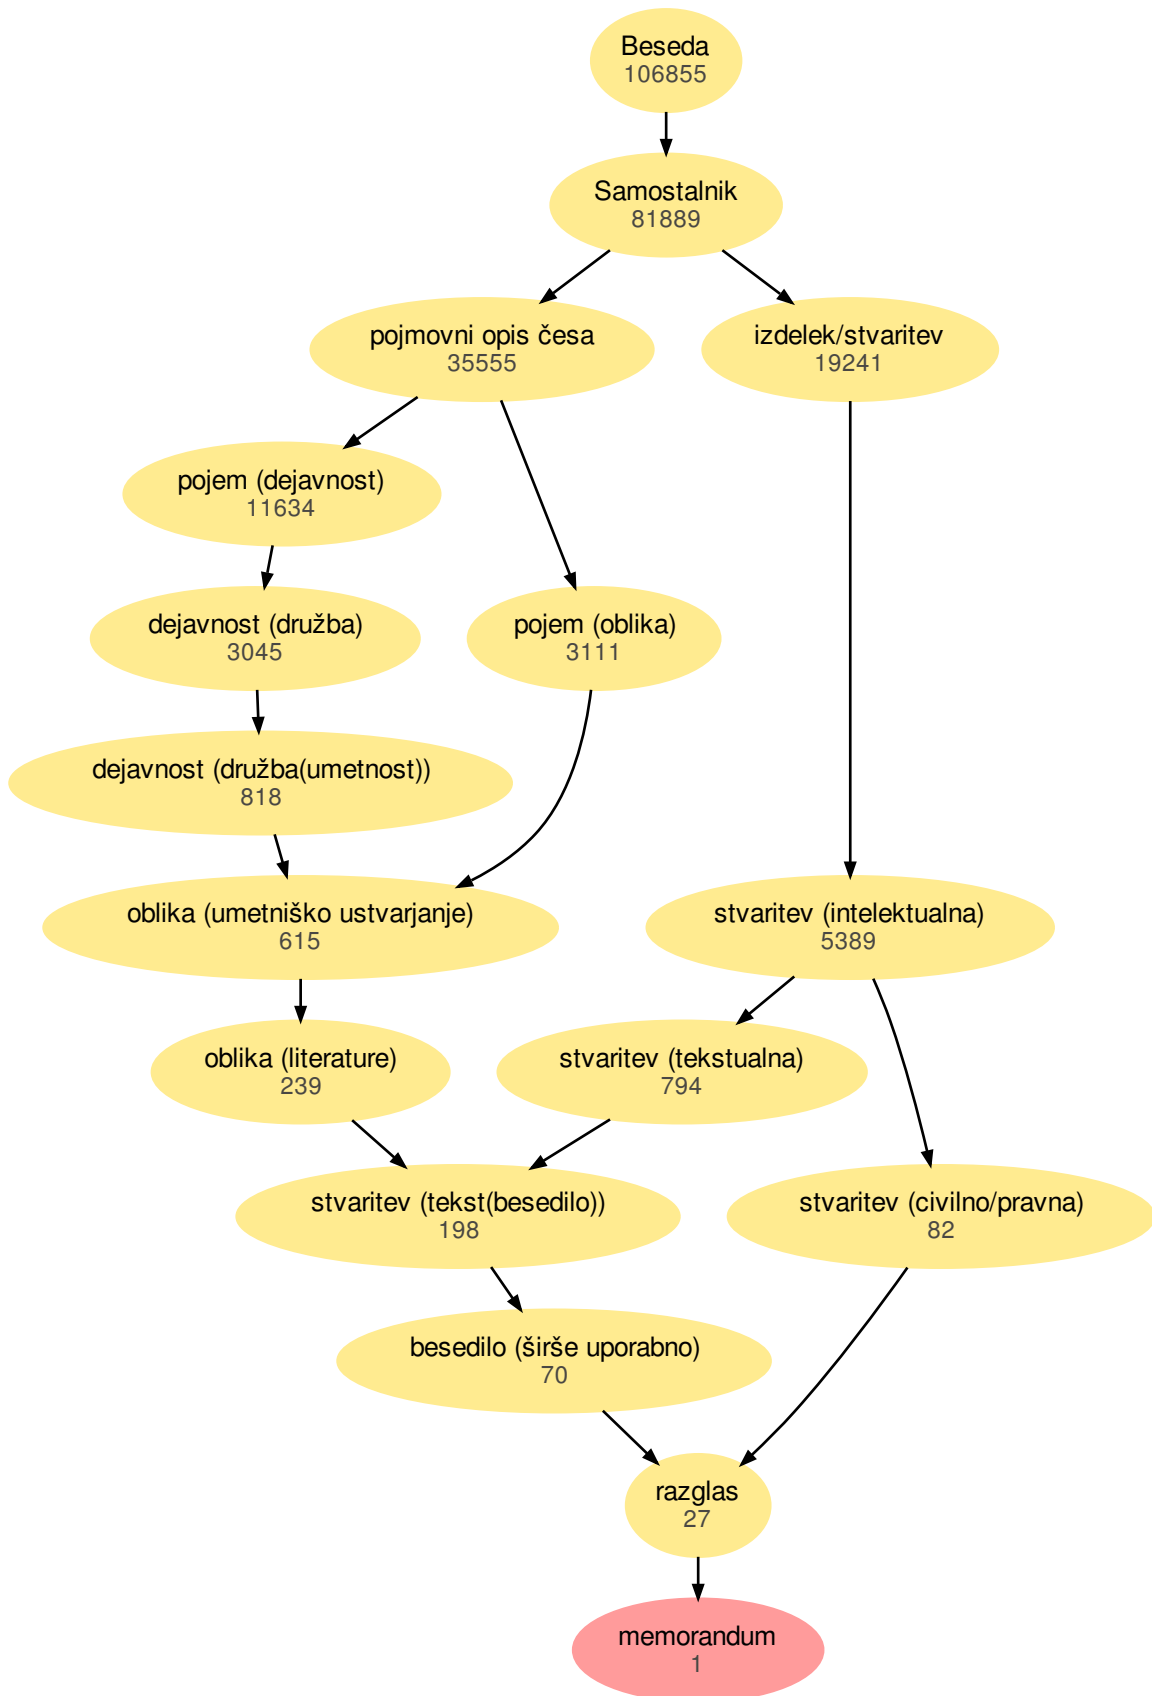 Beseda
106855
Samostalnik
81889
pojmovni opis česa
35555
izdelek/stvaritev
19241
pojem (dejavnost)
11634
dejavnost (družba)
3045
pojem (oblika)
3111
dejavnost (družba(umetnost))
818
oblika (umetniško ustvarjanje)
615
stvaritev (intelektualna)
5389
oblika (literature)
239
stvaritev (tekstualna)
794
stvaritev (tekst(besedilo))
198
stvaritev (civilno/pravna)
82
besedilo (širše uporabno)
70
razglas
27
memorandum
1